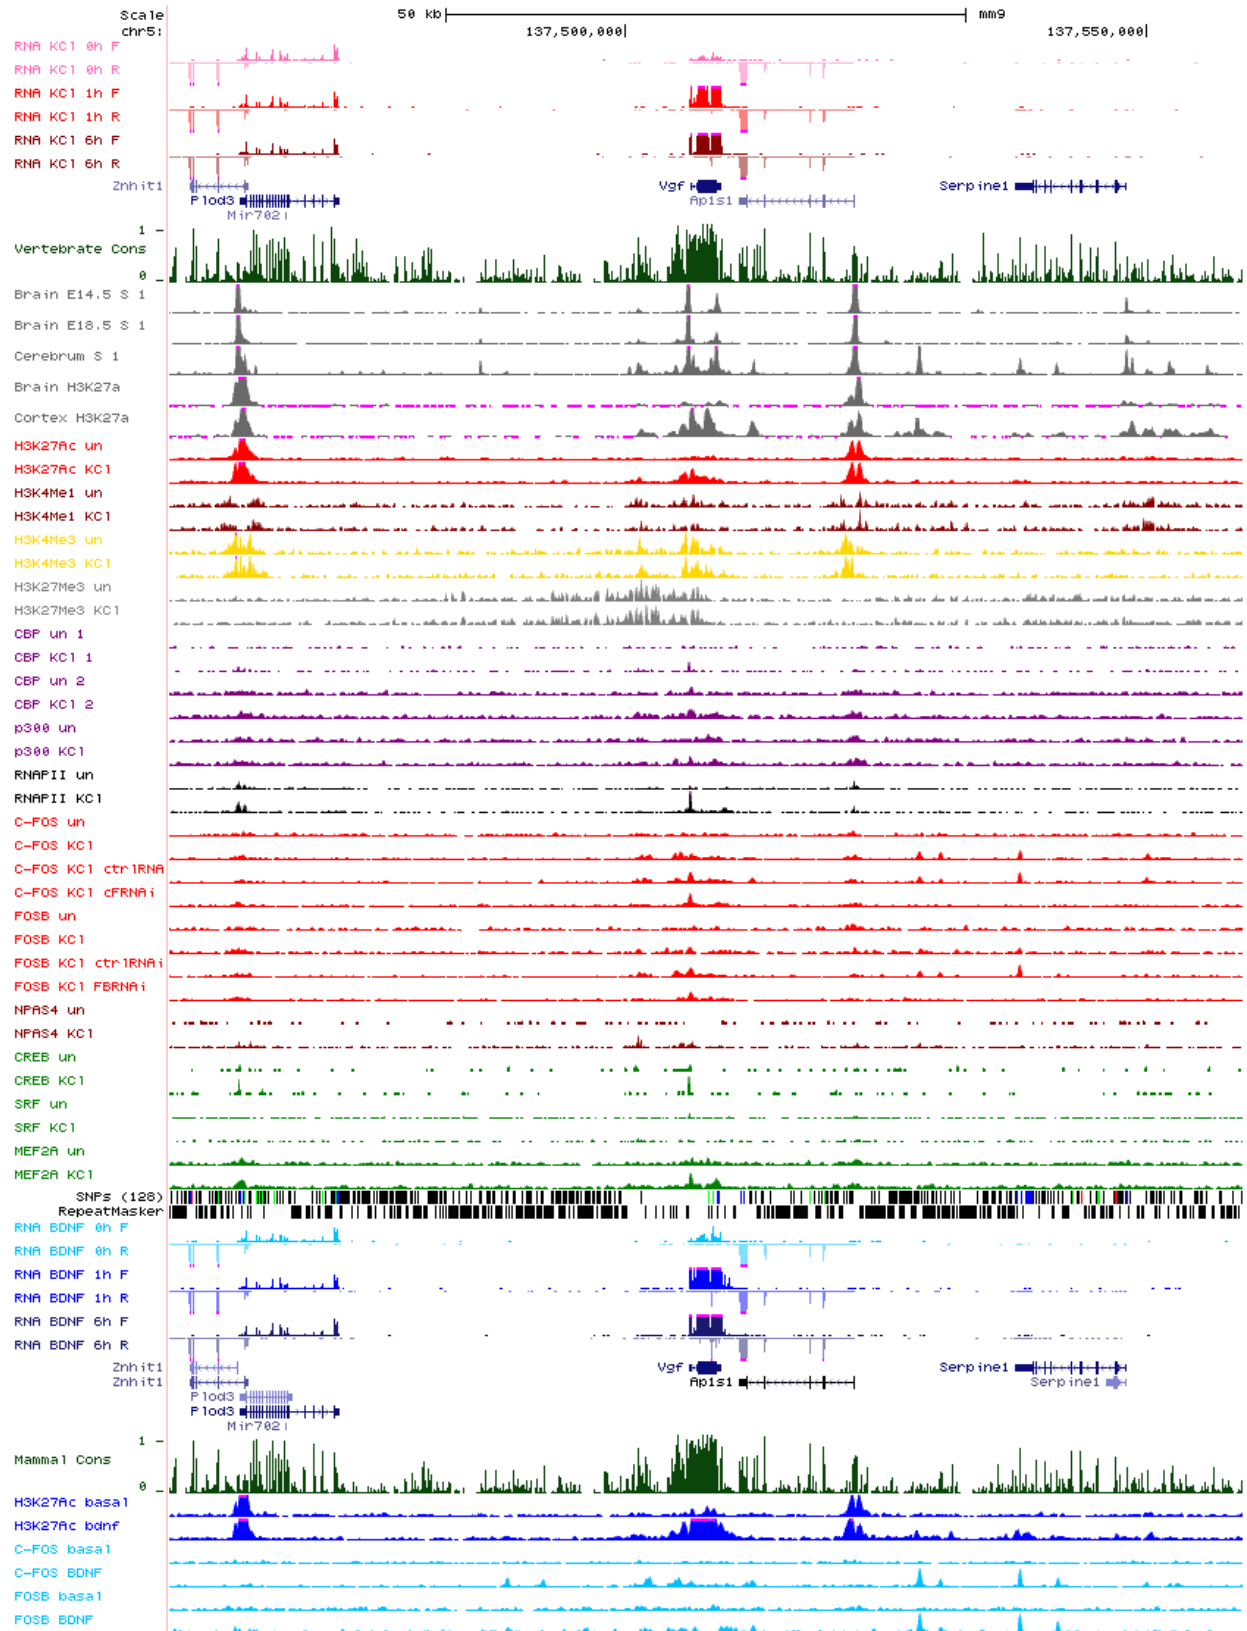 Scale 50 kb mm9
chr5: 137,500,000 137,550,000
RNA KCl 0h F
RNA KCl 0h R
RNA KCl 1h F
RNA KCl 1h R
RNA KCl 6h F
RNA KCl 6h R
Znhit1 Vgf Serpine1
Plod3 Ap1s1
Mir702
1
Vertebrate Cons
0
Brain E14.5 S 1
Brain E18.5 S 1
Cerebrum S 1
Brain H3K27a
Cortex H3K27a
H3K27Ac un
H3K27Ac KCl
H3K4Me1 un
H3K4Me1 KCl
H3K4Me3 un
H3K4Me3 KCl
H3K27Me3 un
H3K27Me3 KCl
CBP un 1
CBP KCl 1
CBP un 2
CBP KCl 2
p300 un
p300 KCl
RNAPII un
RNAPII KCl
C-FOS un
C-FOS KCl
C-FOS KCl ctrlRNA
C-FOS KCl cFRNAi
FOSB un
FOSB KCl
FOSB KCl ctrlRNAi
FOSB KCl FBRNAi
NPAS4 un
NPAS4 KCl
CREB un
CREB KCl
SRF un
SRF KCl
MEF2A un
MEF2A KCl
SNPs (128)
RepeatMasker
RNA BDNF 0h F
RNA BDNF 0h R
RNA BDNF 1h F
RNA BDNF 1h R
RNA BDNF 6h F
RNA BDNF 6h R
Znhit1 Vgf Serpine1
Znhit1 Ap1s1 Serpine1
Plod3
Plod3
Mir702
1
Mammal Cons
0
H3K27Ac basal
H3K27Ac bdnf
C-FOS basal
C-FOS BDNF
FOSB basal
FOSB BDNF